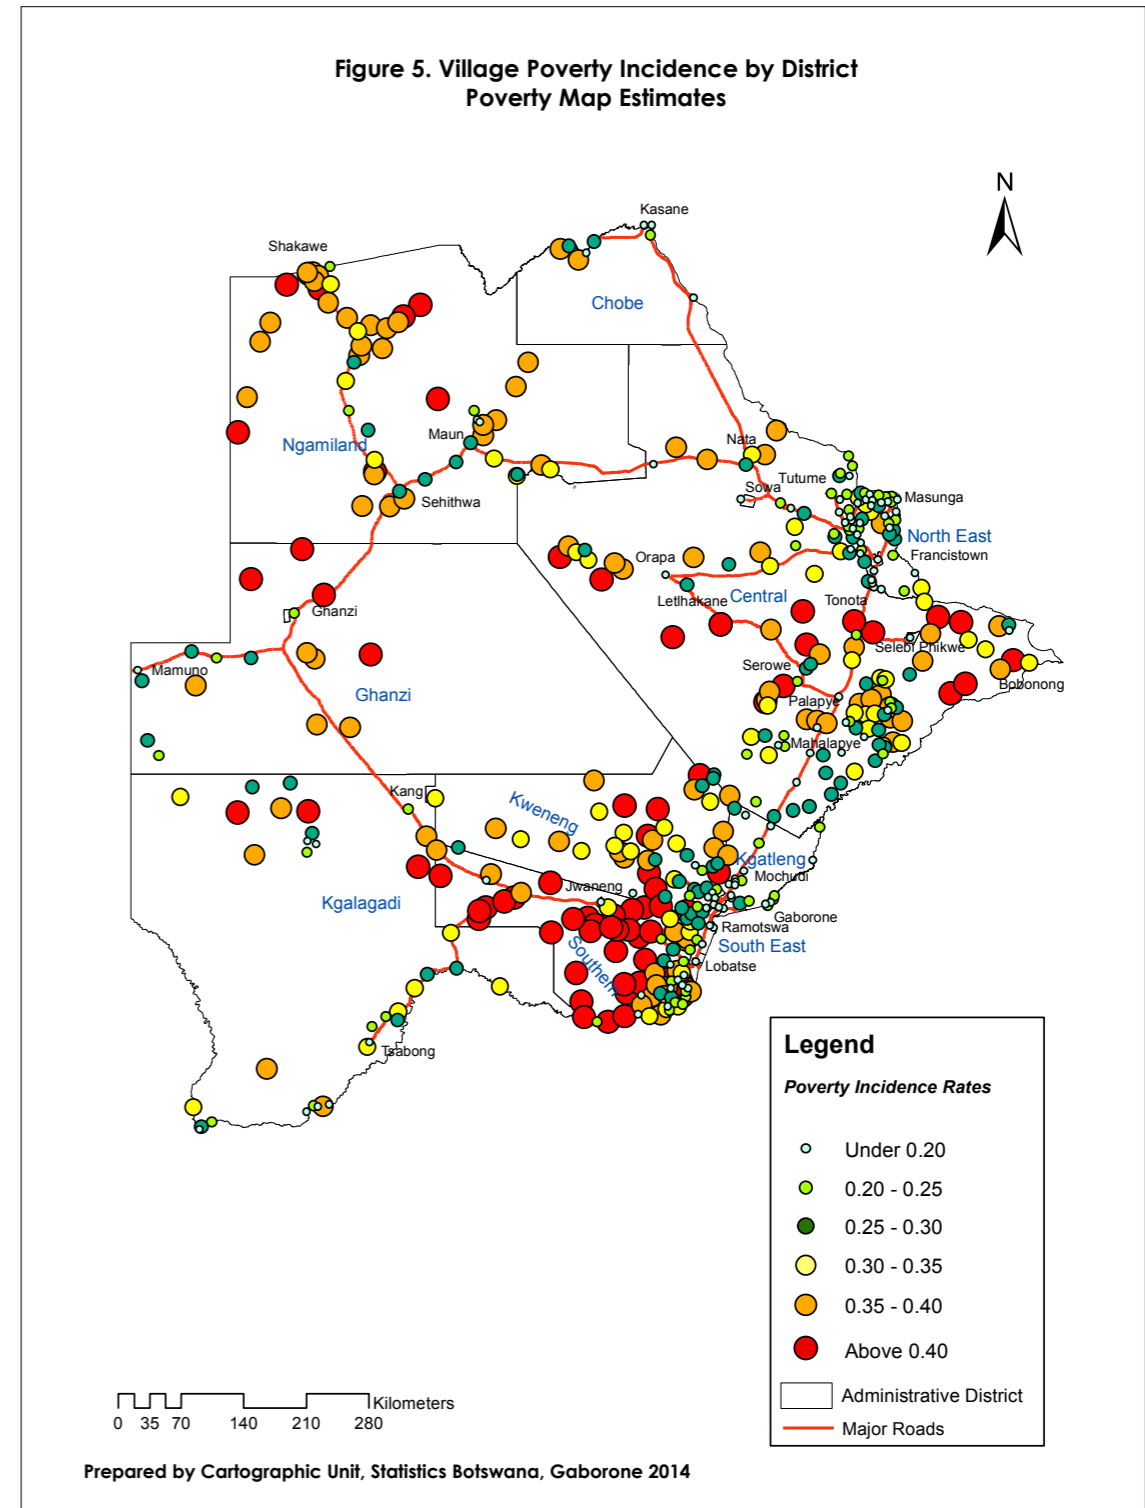 Figure 5. Village Poverty Incidence by District
Poverty Map Estimates
N
Kasane
Shakawe
Chobe
Ngamiland
Maun
Nata
Sehithwa
Sowa
Tutume
Masunga
North East
Francistown
Orapa
Letlhakane
Central
Tonota
Ghanzi
Selebi Phikwe
Mamuno
Serowe
Bobonong
Ghanzi
Palapye
Mahalapye
Kang
Kweneng
Kgatleng
Mochudi
Jwaneng
Kgalagadi
Gaborone
Ramotswa
South East
Southern
Lobatse
Tsabong
Legend
Poverty Incidence Rates
Under 0.20
0.20 - 0.25
0.25 - 0.30
0.30 - 0.35
0.35 - 0.40
Above 0.40
Administrative District
Major Roads
Kilometers
0 35 70 140 210 280
Prepared by Cartographic Unit, Statistics Botswana, Gaborone 2014